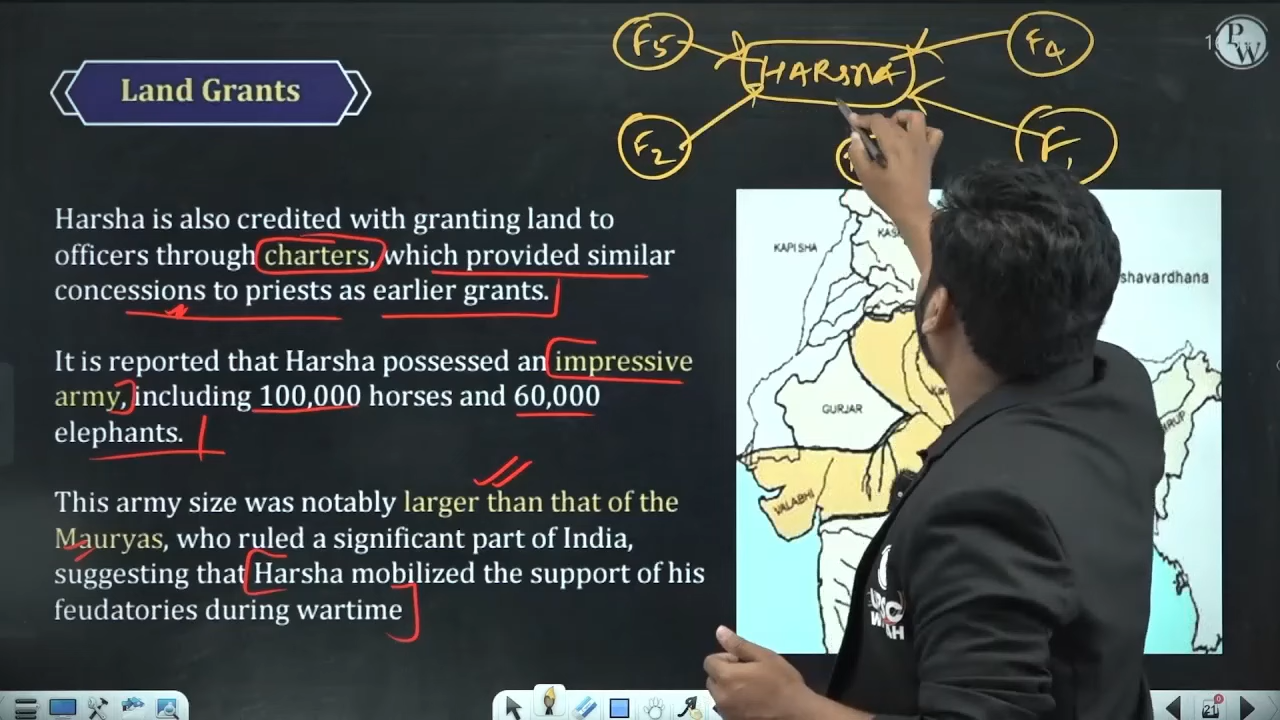 Land Grants
F5
HARSHA
F4
F2
F1
PW
Harsha is also credited with granting land to
officers through charters, which provided similar
concessions to priests as earlier grants.
It is reported that Harsha possessed an impressive
army, including 100,000 horses and 60,000
elephants.
This army size was notably larger than that of the
Mauryas, who ruled a significant part of India,
suggesting that Harsha mobilized the support of his
feudatories during wartime
KAPISHA
KAS
shavardhana
GURJAR
VALABHI
RUP
21